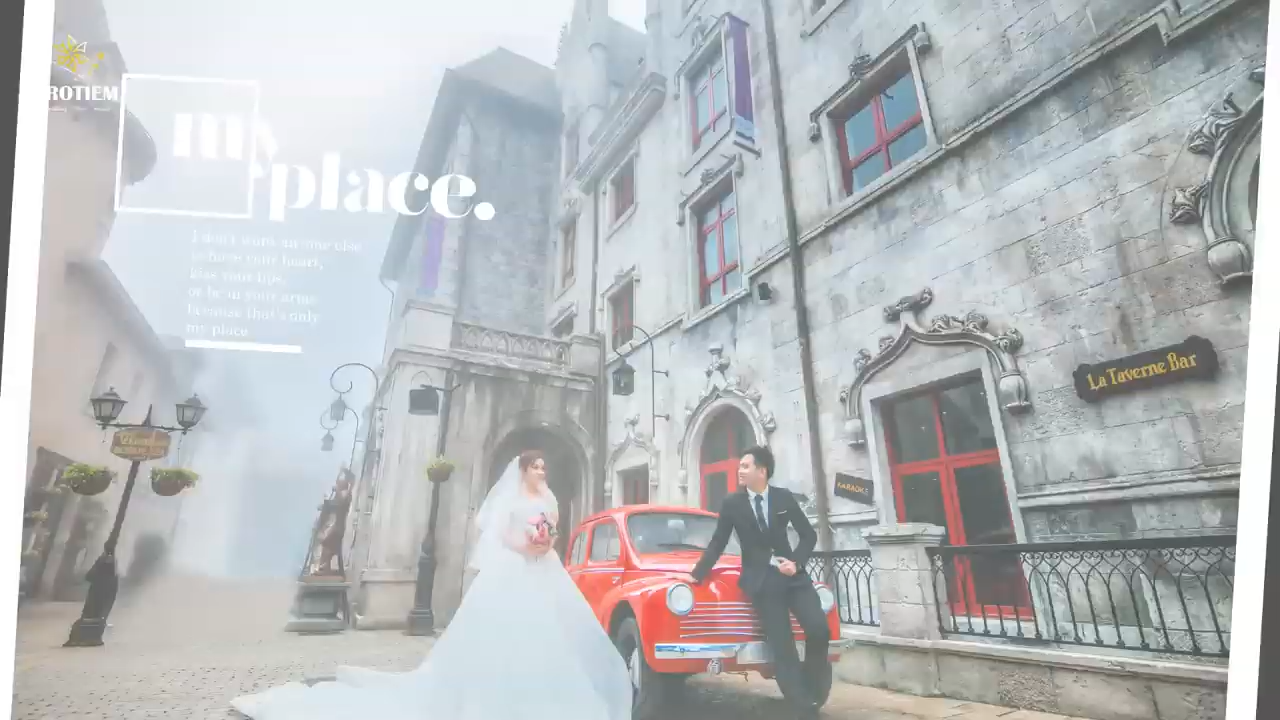 ROTIEM
my
place.
I don't want anyone else
to have your heart,
kiss your lips,
or be in your arms
because that's only
my place.
La Taverne Bar
KARAOKE